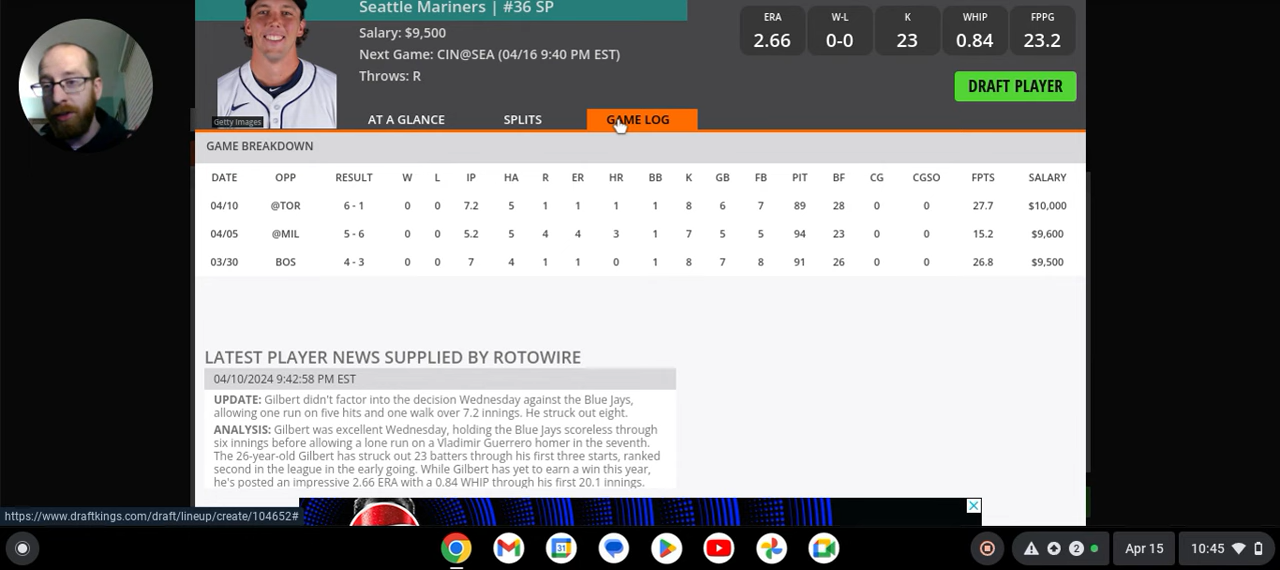 Seattle Mariners | #36 SP
Salary: $9,500
Next Game: CIN@SEA (04/16 9:40 PM EST)
Throws: R
Getty Images
ERA W-L K WHIP FPPG
2.66 0-0 23 0.84 23.2
DRAFT PLAYER
AT A GLANCE SPLITS GAME LOG
GAME BREAKDOWN
DATE OPP RESULT W L IP HA R ER HR BB K GB FB PIT BF CG CGSO FPTS SALARY
04/10 @TOR 6 - 1 0 0 7.2 5 1 1 1 1 8 6 7 89 28 0 0 27.7 $10,000
04/05 @MIL 5 - 6 0 0 5.2 5 4 4 3 1 7 5 5 94 23 0 0 15.2 $9,600
03/30 BOS 4 - 3 0 0 7 4 1 1 0 1 8 7 8 91 26 0 0 26.8 $9,500
LATEST PLAYER NEWS SUPPLIED BY ROTOWIRE
04/10/2024 9:42:58 PM EST
UPDATE: Gilbert didn't factor into the decision Wednesday against the Blue Jays,
allowing one run on five hits and one walk over 7.2 innings. He struck out eight.
ANALYSIS: Gilbert was excellent Wednesday, holding the Blue Jays scoreless through
six innings before allowing a lone run on a Vladimir Guerrero homer in the seventh.
The 26-year-old Gilbert has struck out 23 batters through his first three starts, ranked
second in the league in the early going. While Gilbert has yet to earn a win this year,
he's posted an impressive 2.66 ERA with a 0.84 WHIP through his first 20.1 innings.
https://www.draftkings.com/draft/lineup/create/104652#
31
2
Apr 15
10:45